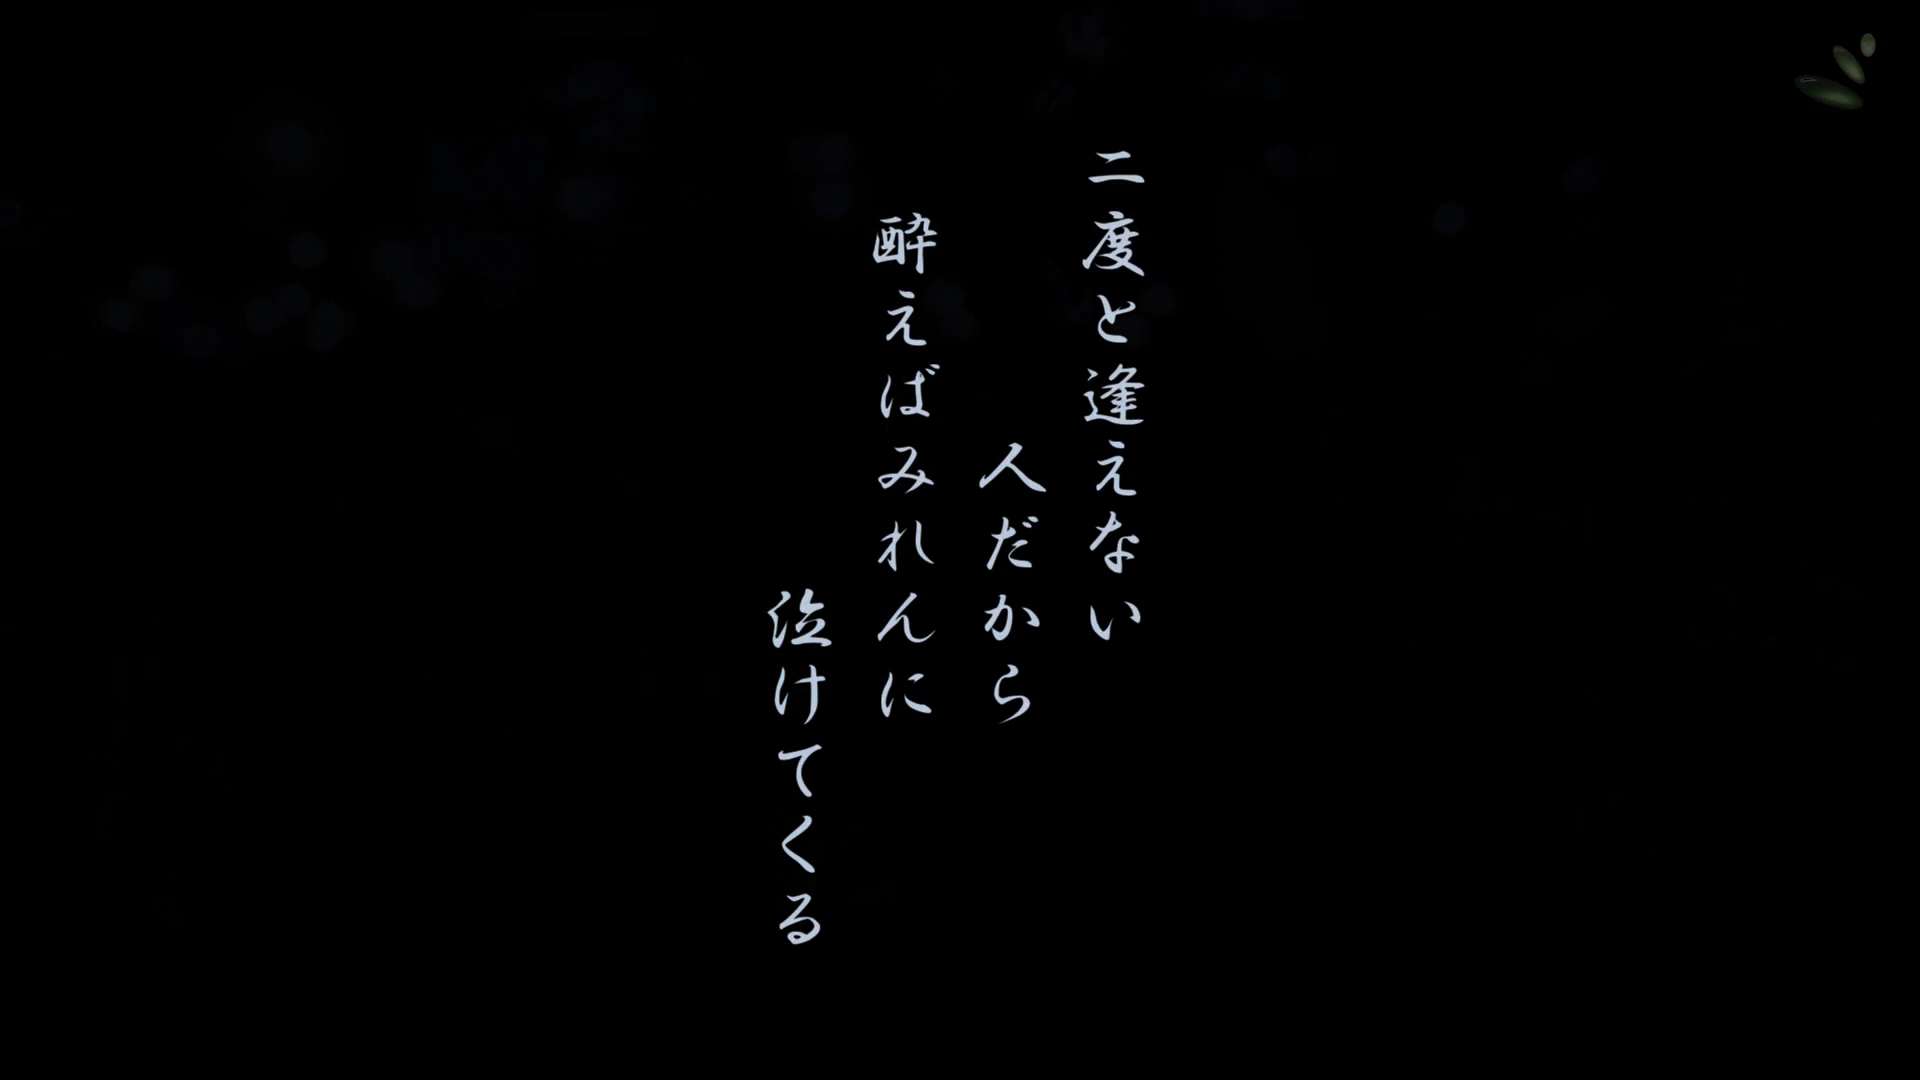 二度と逢えない
人だから
酔えばみれんに
泣けてくる